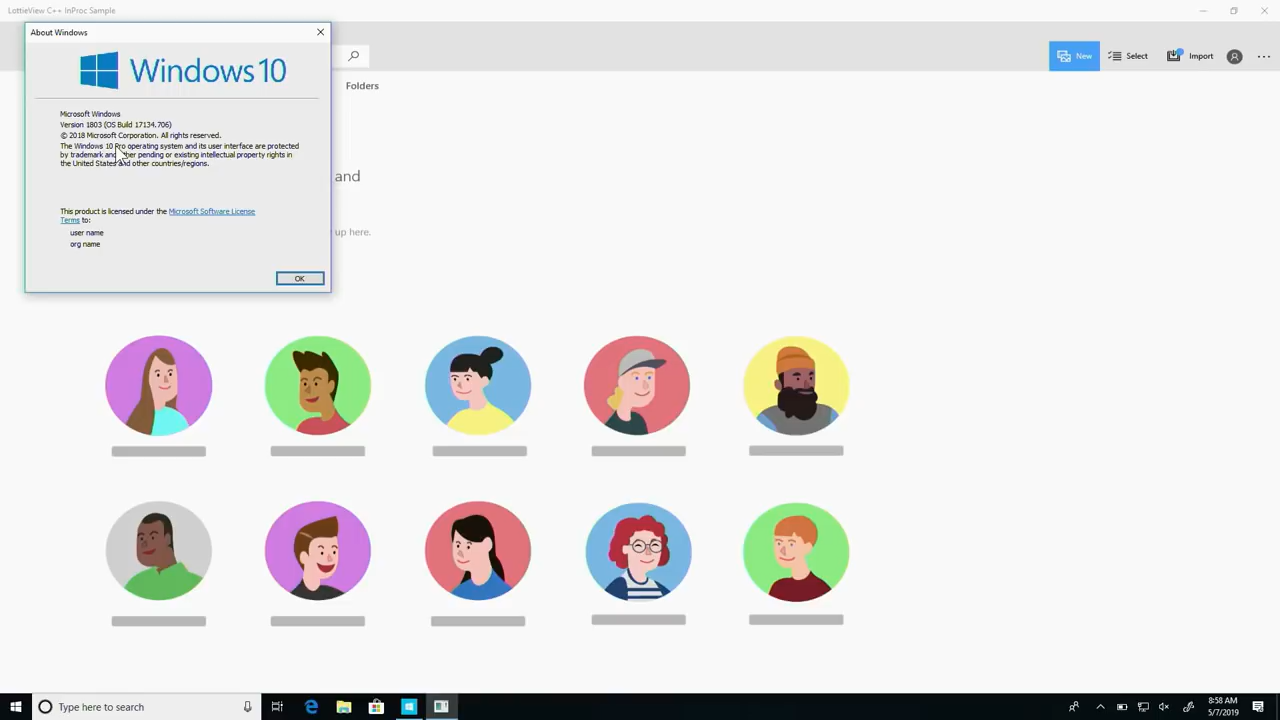 LottieView C++ InProc Sample
About Windows
Windows 10
New
Select
Import
Folders
Microsoft Windows
Version 1803 (OS Build 17134.706)
© 2018 Microsoft Corporation. All rights reserved.
The Windows 10 Pro operating system and its user interface are protected
by trademark and other pending or existing intellectual property rights in
the United States and other countries/regions.
and
This product is licensed under the Microsoft Software License
Terms to:
user name
up here.
org name
OK
Type here to search
8:58 AM
5/7/2019